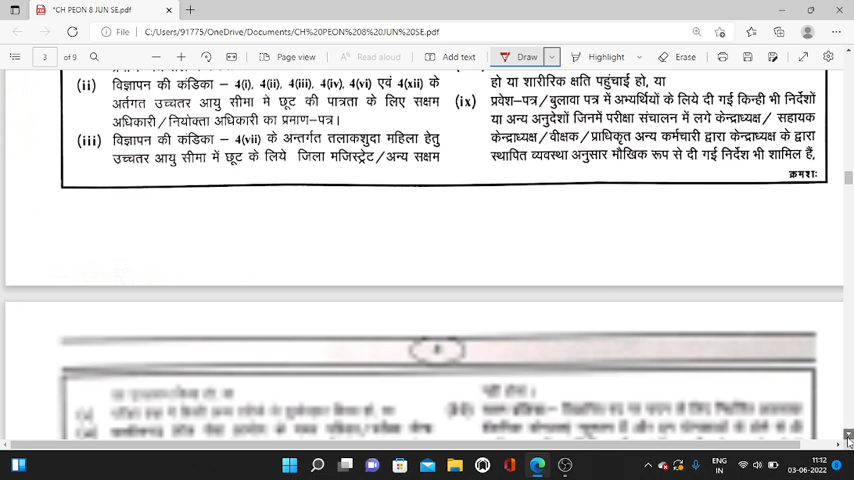 *CH PEON 8 JUN SE.pdf
File | C:/Users/91775/OneDrive/Documents/CH%20PEON%208%20JUN%20SE.pdf
3 of 9
Page view
Read aloud
Add text
Draw
Highlight
Erase
(ii) विज्ञापन की कंडिका – 4(i), 4(ii), 4(iii), 4(iv), 4(vi) एवं 4(xii) के
अर्तगत उच्चतर आयु सीमा मे छूट की पात्रता के लिए सक्षम
अधिकारी/नियोक्ता अधिकारी का प्रमाण–पत्र।
(iii) विज्ञापन की कंडिका – 4(vii) के अन्तर्गत तलाकशुदा महिला हेतु
उच्चतर आयु सीमा में छूट के लिये जिला मजिस्ट्रेट/अन्य सक्षम
हो या शारीरिक क्षति पहुंचाई हो, या
(ix) प्रवेश–पत्र/बुलावा पत्र में अभ्यर्थियों के लिये दी गई किन्ही भी निर्देशों
या अन्य अनुदेशों जिनमें परीक्षा संचालन में लगे केन्द्राध्यक्ष/ सहायक
केन्द्राध्यक्ष/वीक्षक/प्राधिकृत अन्य कर्मचारी द्वारा केन्द्राध्यक्ष के द्वारा
स्थापित व्यवस्था अनुसार मौखिक रूप से दी गई निर्देश भी शामिल हैं,
क्रमशः
ENG
IN
11:12
03-06-2022